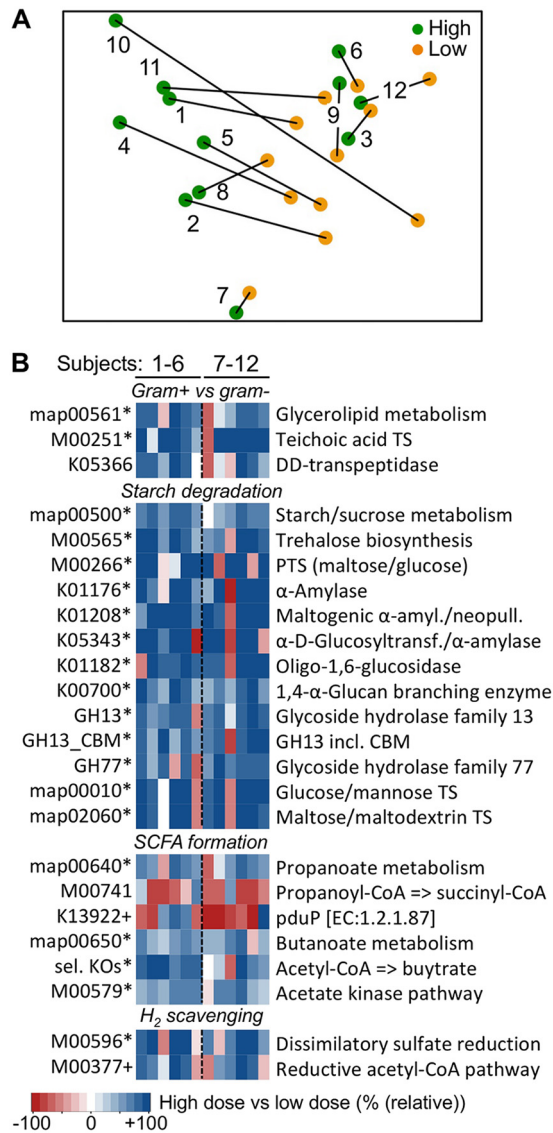 A
High
Low
10
11
1
4
5
8
2
7
6
12
9
3
B
Subjects: 1-6 7-12
Gram+ vs gram-
map00561* Glycerolipid metabolism
M00251* Teichoic acid TS
K05366 DD-transpeptidase
Starch degradation
map00500* Starch/sucrose metabolism
M00565* Trehalose biosynthesis
M00266* PTS (maltose/glucose)
K01176* α-Amylase
K01208* Maltogenic α-amyl./neopull.
K05343* α-D-Glucosyltransf./α-amylase
K01182* Oligo-1,6-glucosidase
K00700* 1,4-α-Glucan branching enzyme
GH13* Glycoside hydrolase family 13
GH13_CBM* GH13 incl. CBM
GH77* Glycoside hydrolase family 77
map00010* Glucose/mannose TS
map02060* Maltose/maltodextrin TS
SCFA formation
map00640* Propanoate metabolism
M00741 Propanoyl-CoA => succinyl-CoA
K13922+ pduP [EC:1.2.1.87]
map00650* Butanoate metabolism
sel. KOs* Acetyl-CoA => buytrate
M00579* Acetate kinase pathway
H₂ scavenging
M00596* Dissimilatory sulfate reduction
M00377+ Reductive acetyl-CoA pathway
High dose vs low dose (% (relative))
-100 0 +100